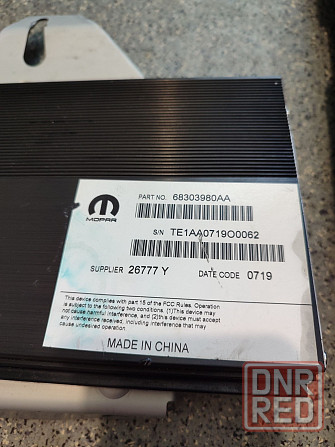 MOPAR
PART NO. 68303980AA
S/N TE1AA0719O0062
SUPPLIER 26777 Y DATE CODE 0719
This device complies with part 15 of the FCC Rules. Operation
is subject to the following two conditions. (1)This device may
not cause harmful interference, and (2)this device must accept
any interference received, including interference that may
cause undesired operation.
MADE IN CHINA
DNR
RED